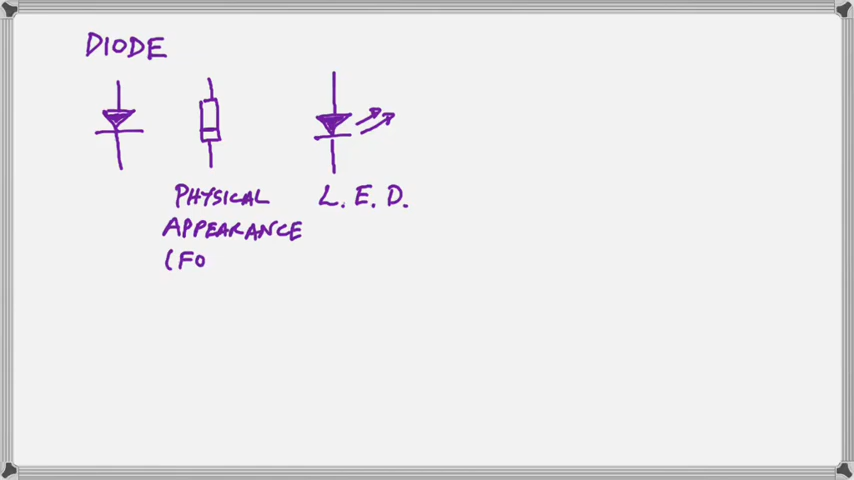 DIODE
PHYSICAL
APPEARANCE
(FO
L. E. D.